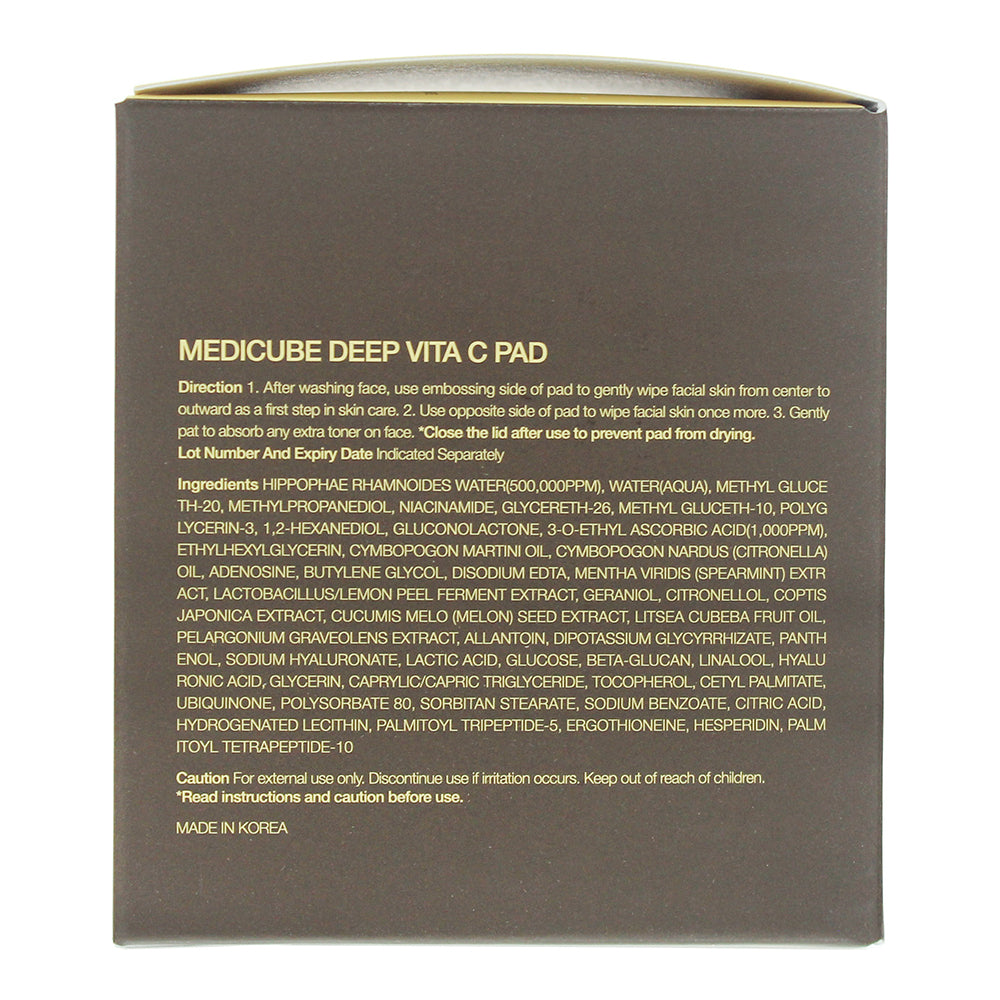 MEDICUBE DEEP VITA C PAD
Direction 1. After washing face, use embossing side of pad to gently wipe facial skin from center to
outward as a first step in skin care. 2. Use opposite side of pad to wipe facial skin once more. 3. Gently
pat to absorb any extra toner on face. *Close the lid after use to prevent pad from drying.
Lot Number And Expiry Date Indicated Separately
Ingredients HIPPOPHAE RHAMNOIDES WATER(500,000PPM), WATER(AQUA), METHYL GLUCE
TH-20, METHYLPROPANEDIOL, NIACINAMIDE, GLYCERETH-26, METHYL GLUCETH-10, POLYG
LYCERIN-3, 1,2-HEXANEDIOL, GLUCONOLACTONE, 3-O-ETHYL ASCORBIC ACID(1,000PPM),
ETHYLHEXYLGLYCERIN, CYMBOPOGON MARTINI OIL, CYMBOPOGON NARDUS (CITRONELLA)
OIL, ADENOSINE, BUTYLENE GLYCOL, DISODIUM EDTA, MENTHA VIRIDIS (SPEARMINT) EXTR
ACT, LACTOBACILLUS/LEMON PEEL FERMENT EXTRACT, GERANIOL, CITRONELLOL, COPTIS
JAPONICA EXTRACT, CUCUMIS MELO (MELON) SEED EXTRACT, LITSEA CUBEBA FRUIT OIL,
PELARGONIUM GRAVEOLENS EXTRACT, ALLANTOIN, DIPOTASSIUM GLYCYRRHIZATE, PANTH
ENOL, SODIUM HYALURONATE, LACTIC ACID, GLUCOSE, BETA-GLUCAN, LINALOOL, HYALU
RONIC ACID, GLYCERIN, CAPRYLIC/CAPRIC TRIGLYCERIDE, TOCOPHEROL, CETYL PALMITATE,
UBIQUINONE, POLYSORBATE 80, SORBITAN STEARATE, SODIUM BENZOATE, CITRIC ACID,
HYDROGENATED LECITHIN, PALMITOYL TRIPEPTIDE-5, ERGOTHIONEINE, HESPERIDIN, PALM
ITOYL TETRAPEPTIDE-10
Caution For external use only. Discontinue use if irritation occurs. Keep out of reach of children.
*Read instructions and caution before use.
MADE IN KOREA